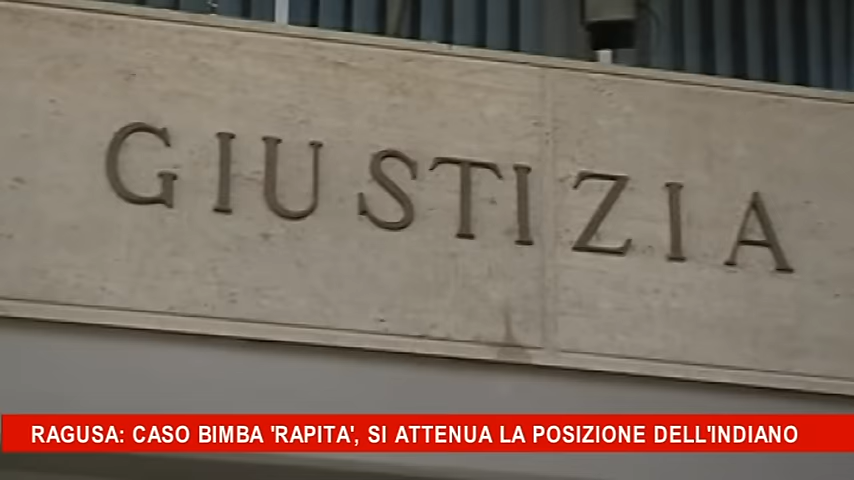 GIUSTIZIA
RAGUSA: CASO BIMBA 'RAPITA', SI ATTENUA LA POSIZIONE DELL'INDIANO